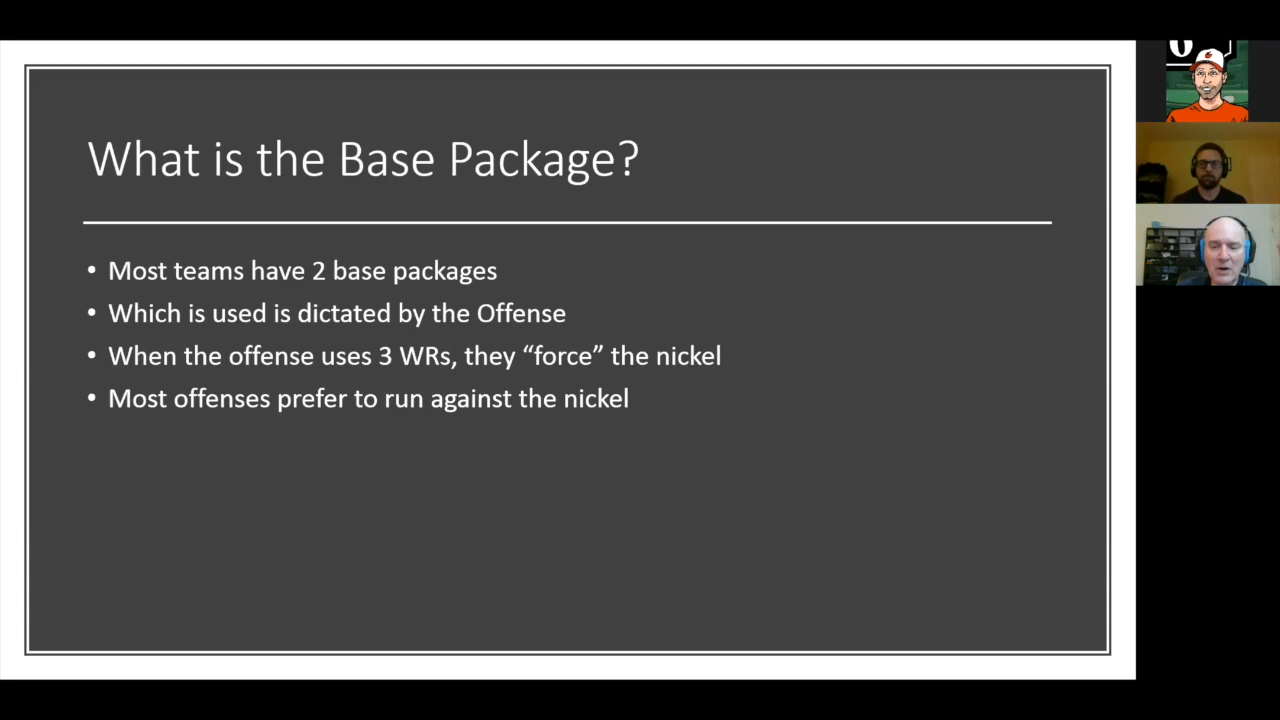 What is the Base Package?
• Most teams have 2 base packages
• Which is used is dictated by the Offense
• When the offense uses 3 WRs, they “force” the nickel
• Most offenses prefer to run against the nickel